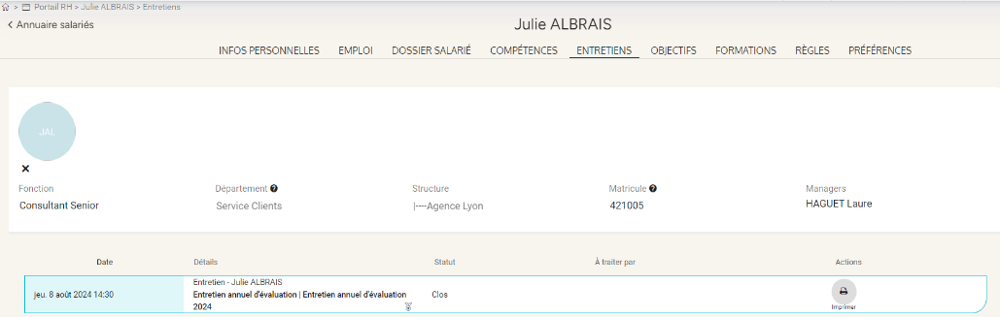 > Portail RH > Julie ALBRAIS > Entretiens
< Annuaire salariés
Julie ALBRAIS
INFOS PERSONNELLES EMPLOI DOSSIER SALARIÉ COMPÉTENCES ENTRETIENS OBJECTIFS FORMATIONS RÈGLES PRÉFÉRENCES
JAL
Fonction Département ? Structure Matricule ? Managers
Consultant Senior Service Clients |----Agence Lyon 421005 HAGUET Laure
Date Détails Statut À traiter par Actions
Entretien - Julie ALBRAIS
jeu. 8 août 2024 14:30 Entretien annuel d'évaluation | Entretien annuel d'évaluation Clos
2024 Imprimer